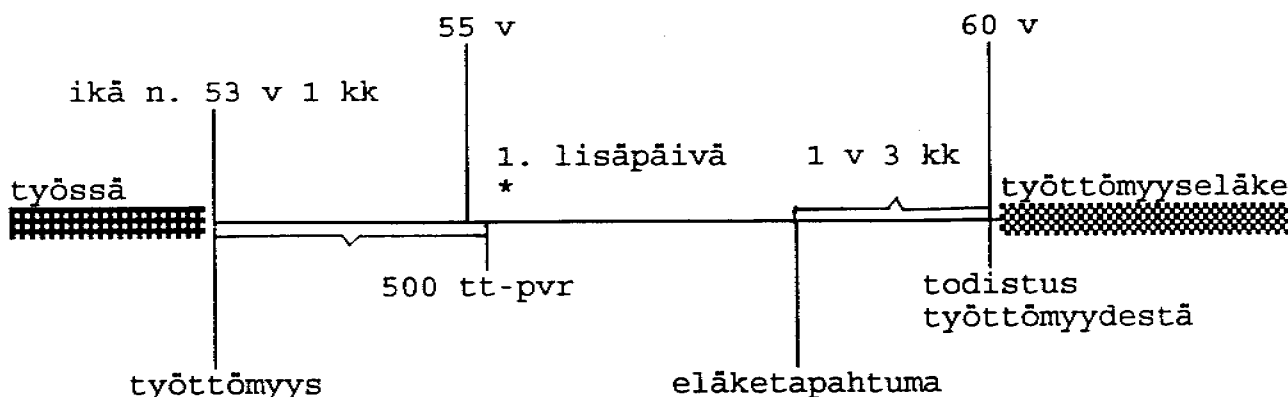 55 v
60 v
ikä n. 53 v 1 kk
1. lisäpäivä
1 v 3 kk
työssä
*
työttömyyseläke
500 tt-pvr
todistus
työttömyydestä
työttömyys
eläketapahtuma